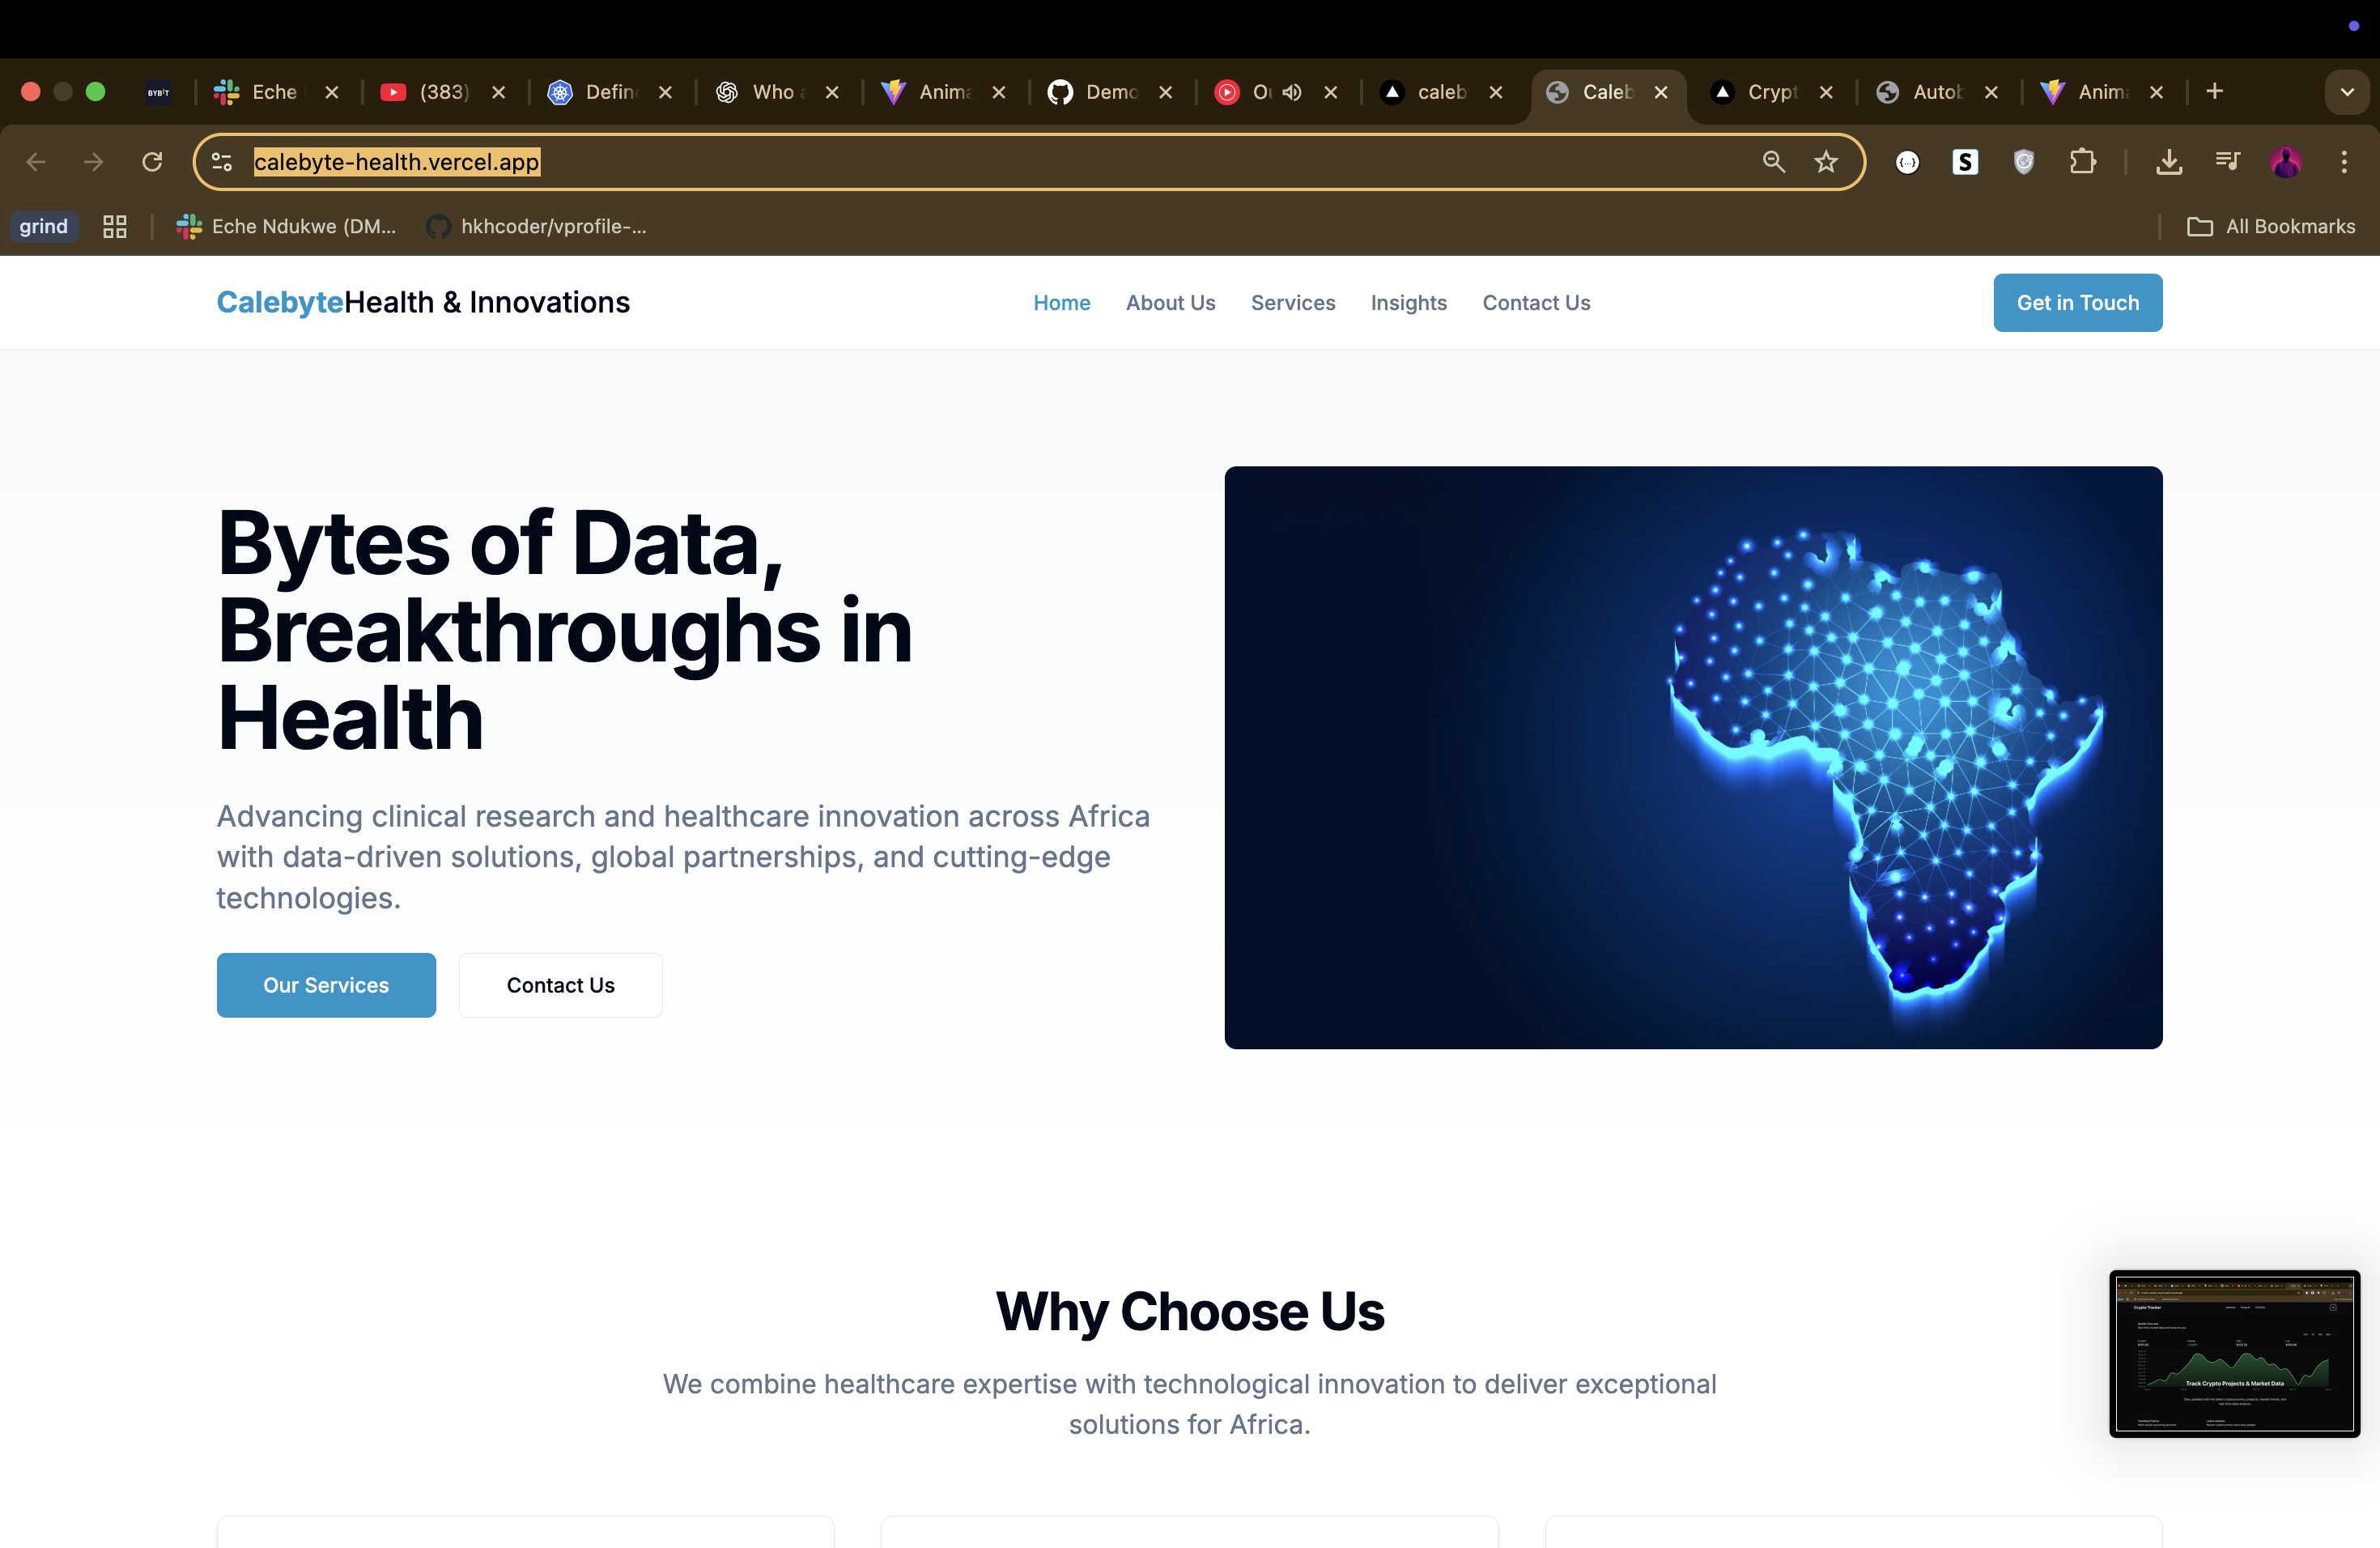 BYBIT
Eche
(383)
Define
Who a
Anima
Demo
Ou
caleb
Caleb
Crypt
Autob
Anima
calebyte-health.vercel.app
S
grind
Eche Ndukwe (DM...
hkhcoder/vprofile-...
All Bookmarks
CalebyteHealth & Innovations
Home
About Us
Services
Insights
Contact Us
Get in Touch
Bytes of Data,
Breakthroughs in
Health
Advancing clinical research and healthcare innovation across Africa
with data-driven solutions, global partnerships, and cutting-edge
technologies.
Our Services
Contact Us
Why Choose Us
We combine healthcare expertise with technological innovation to deliver exceptional
solutions for Africa.
Crypto Tracker
Track Crypto Projects & Market Data